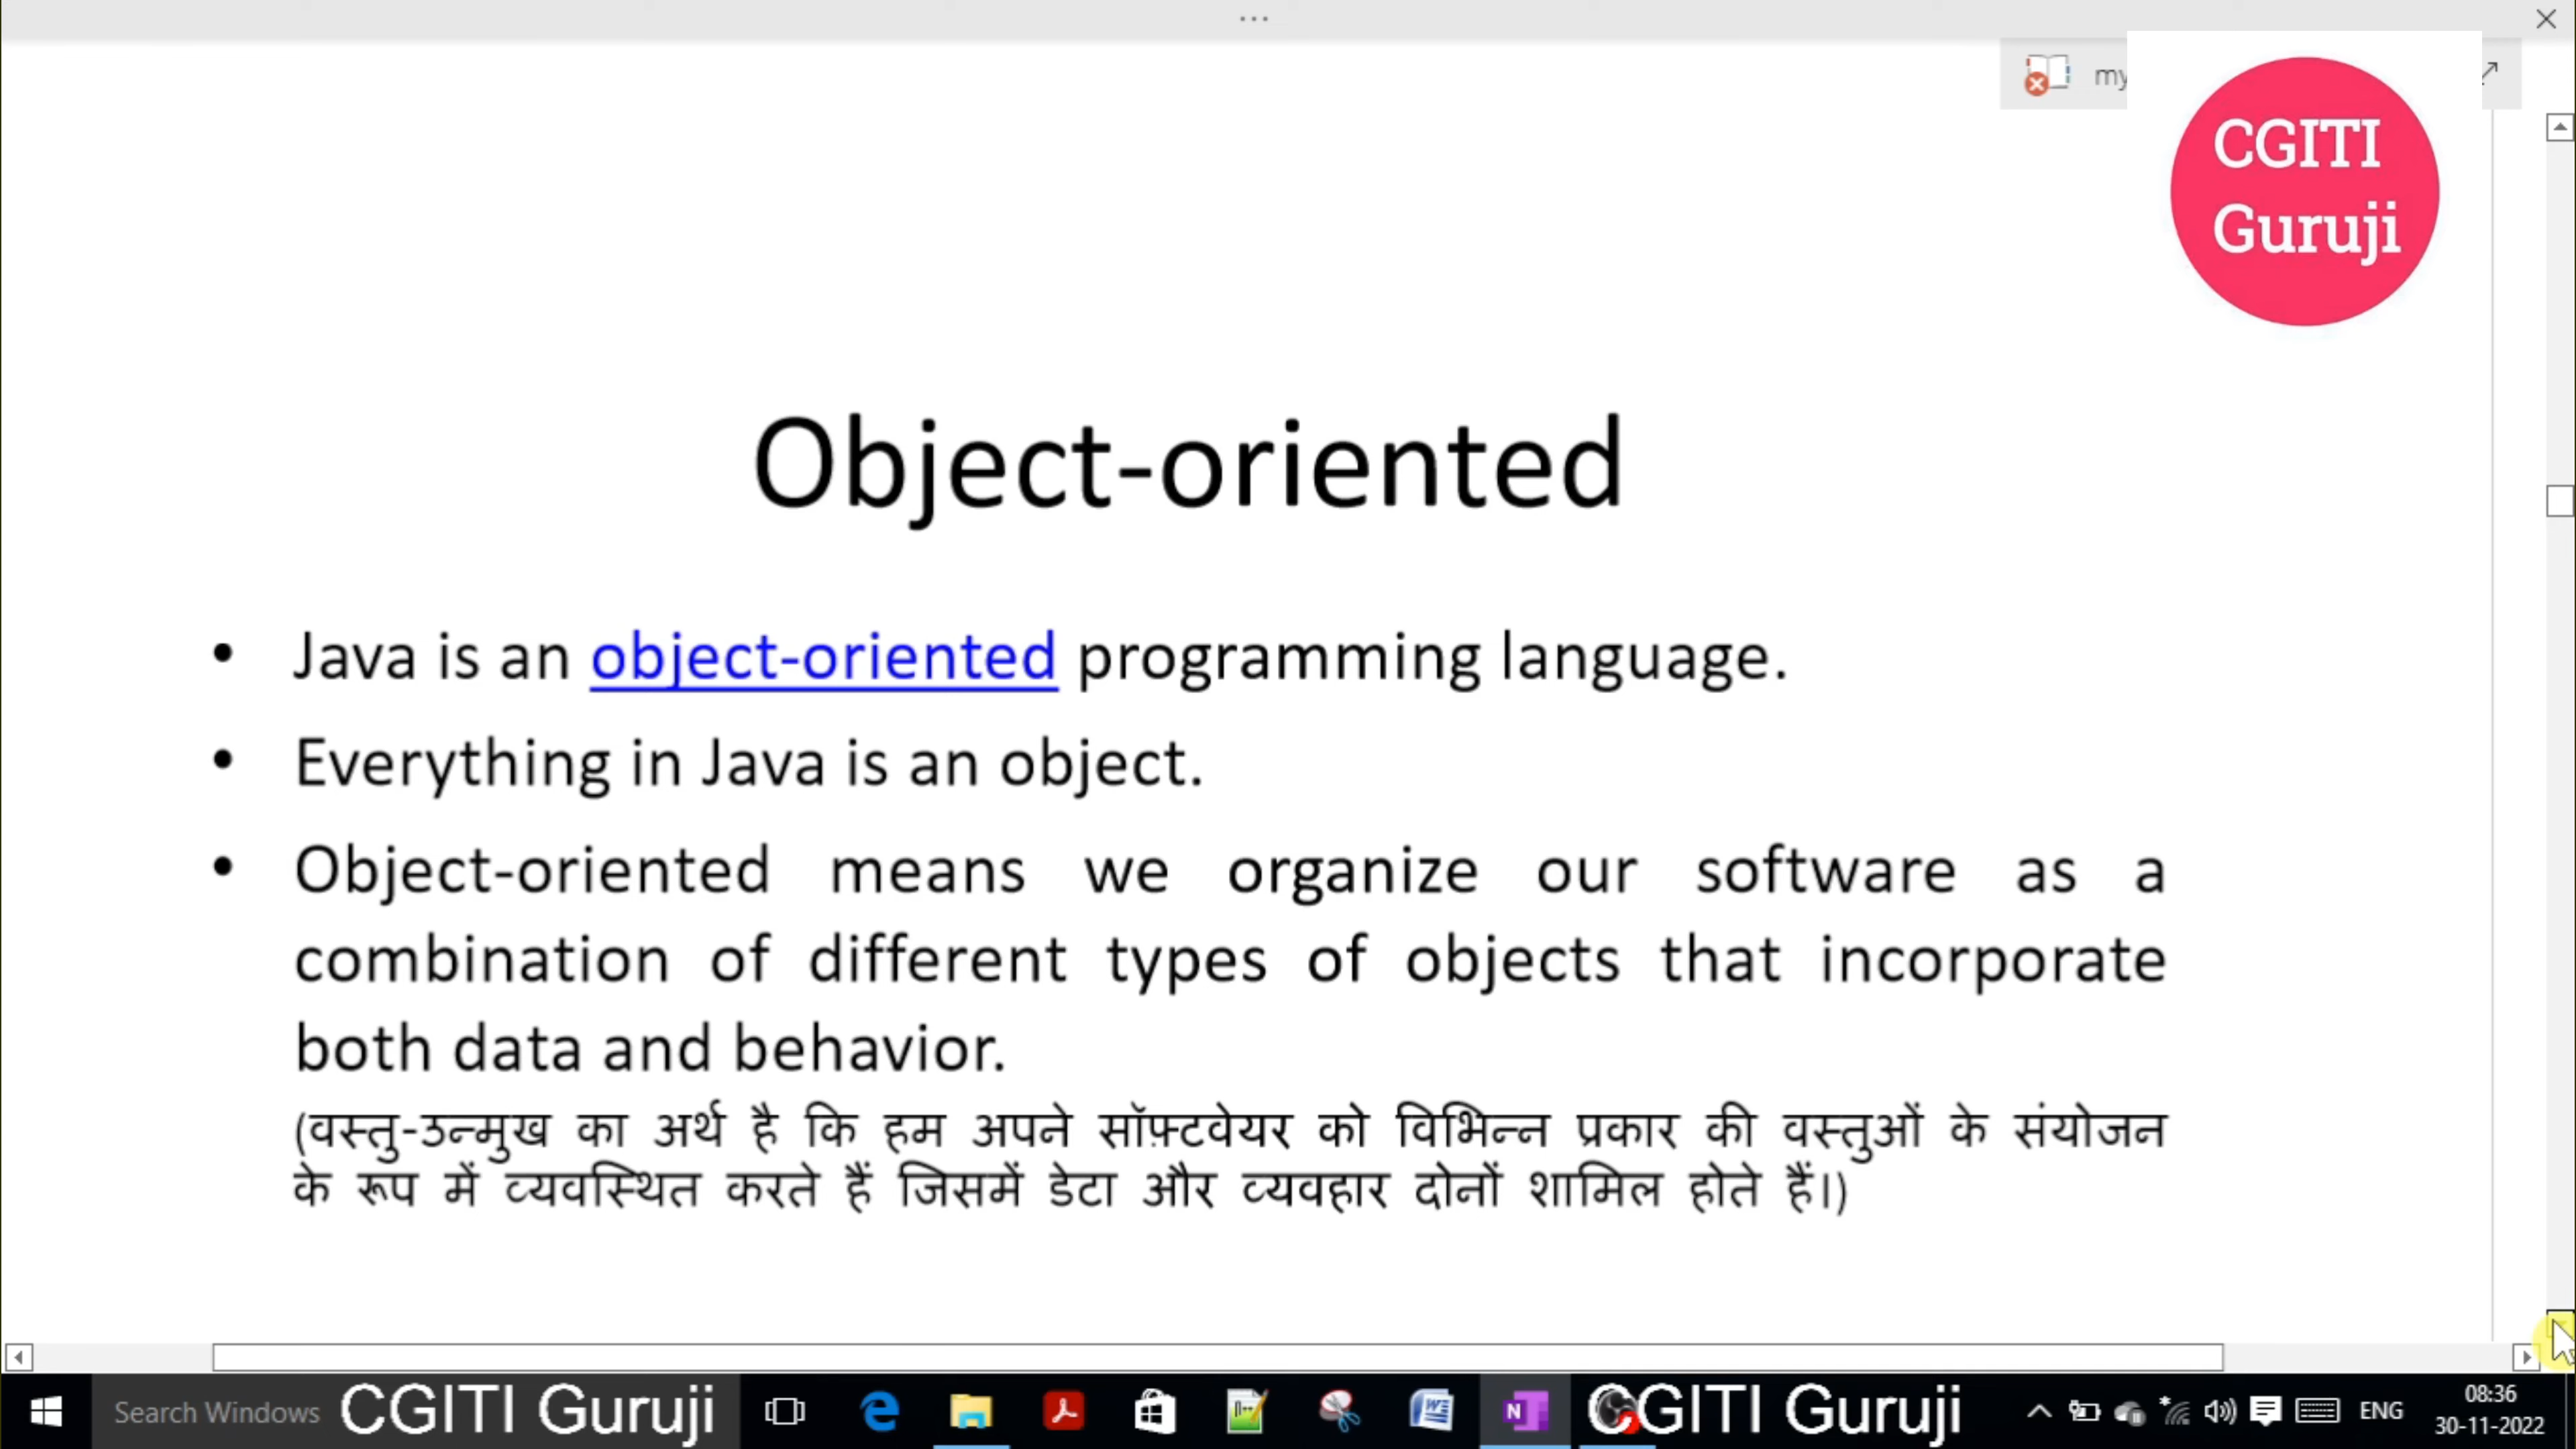 ...
my
CGITI
Guruji
Object-oriented
• Java is an object-oriented programming language.
• Everything in Java is an object.
• Object-oriented means we organize our software as a
combination of different types of objects that incorporate
both data and behavior.
(वस्तु-उन्मुख का अर्थ है कि हम अपने सॉफ़्टवेयर को विभिन्न प्रकार की वस्तुओं के संयोजन
के रूप में व्यवस्थित करते हैं जिसमें डेटा और व्यवहार दोनों शामिल होते हैं।)
Search Windows CGITI Guruji CGITI Guruji ENG 08:36
30-11-2022